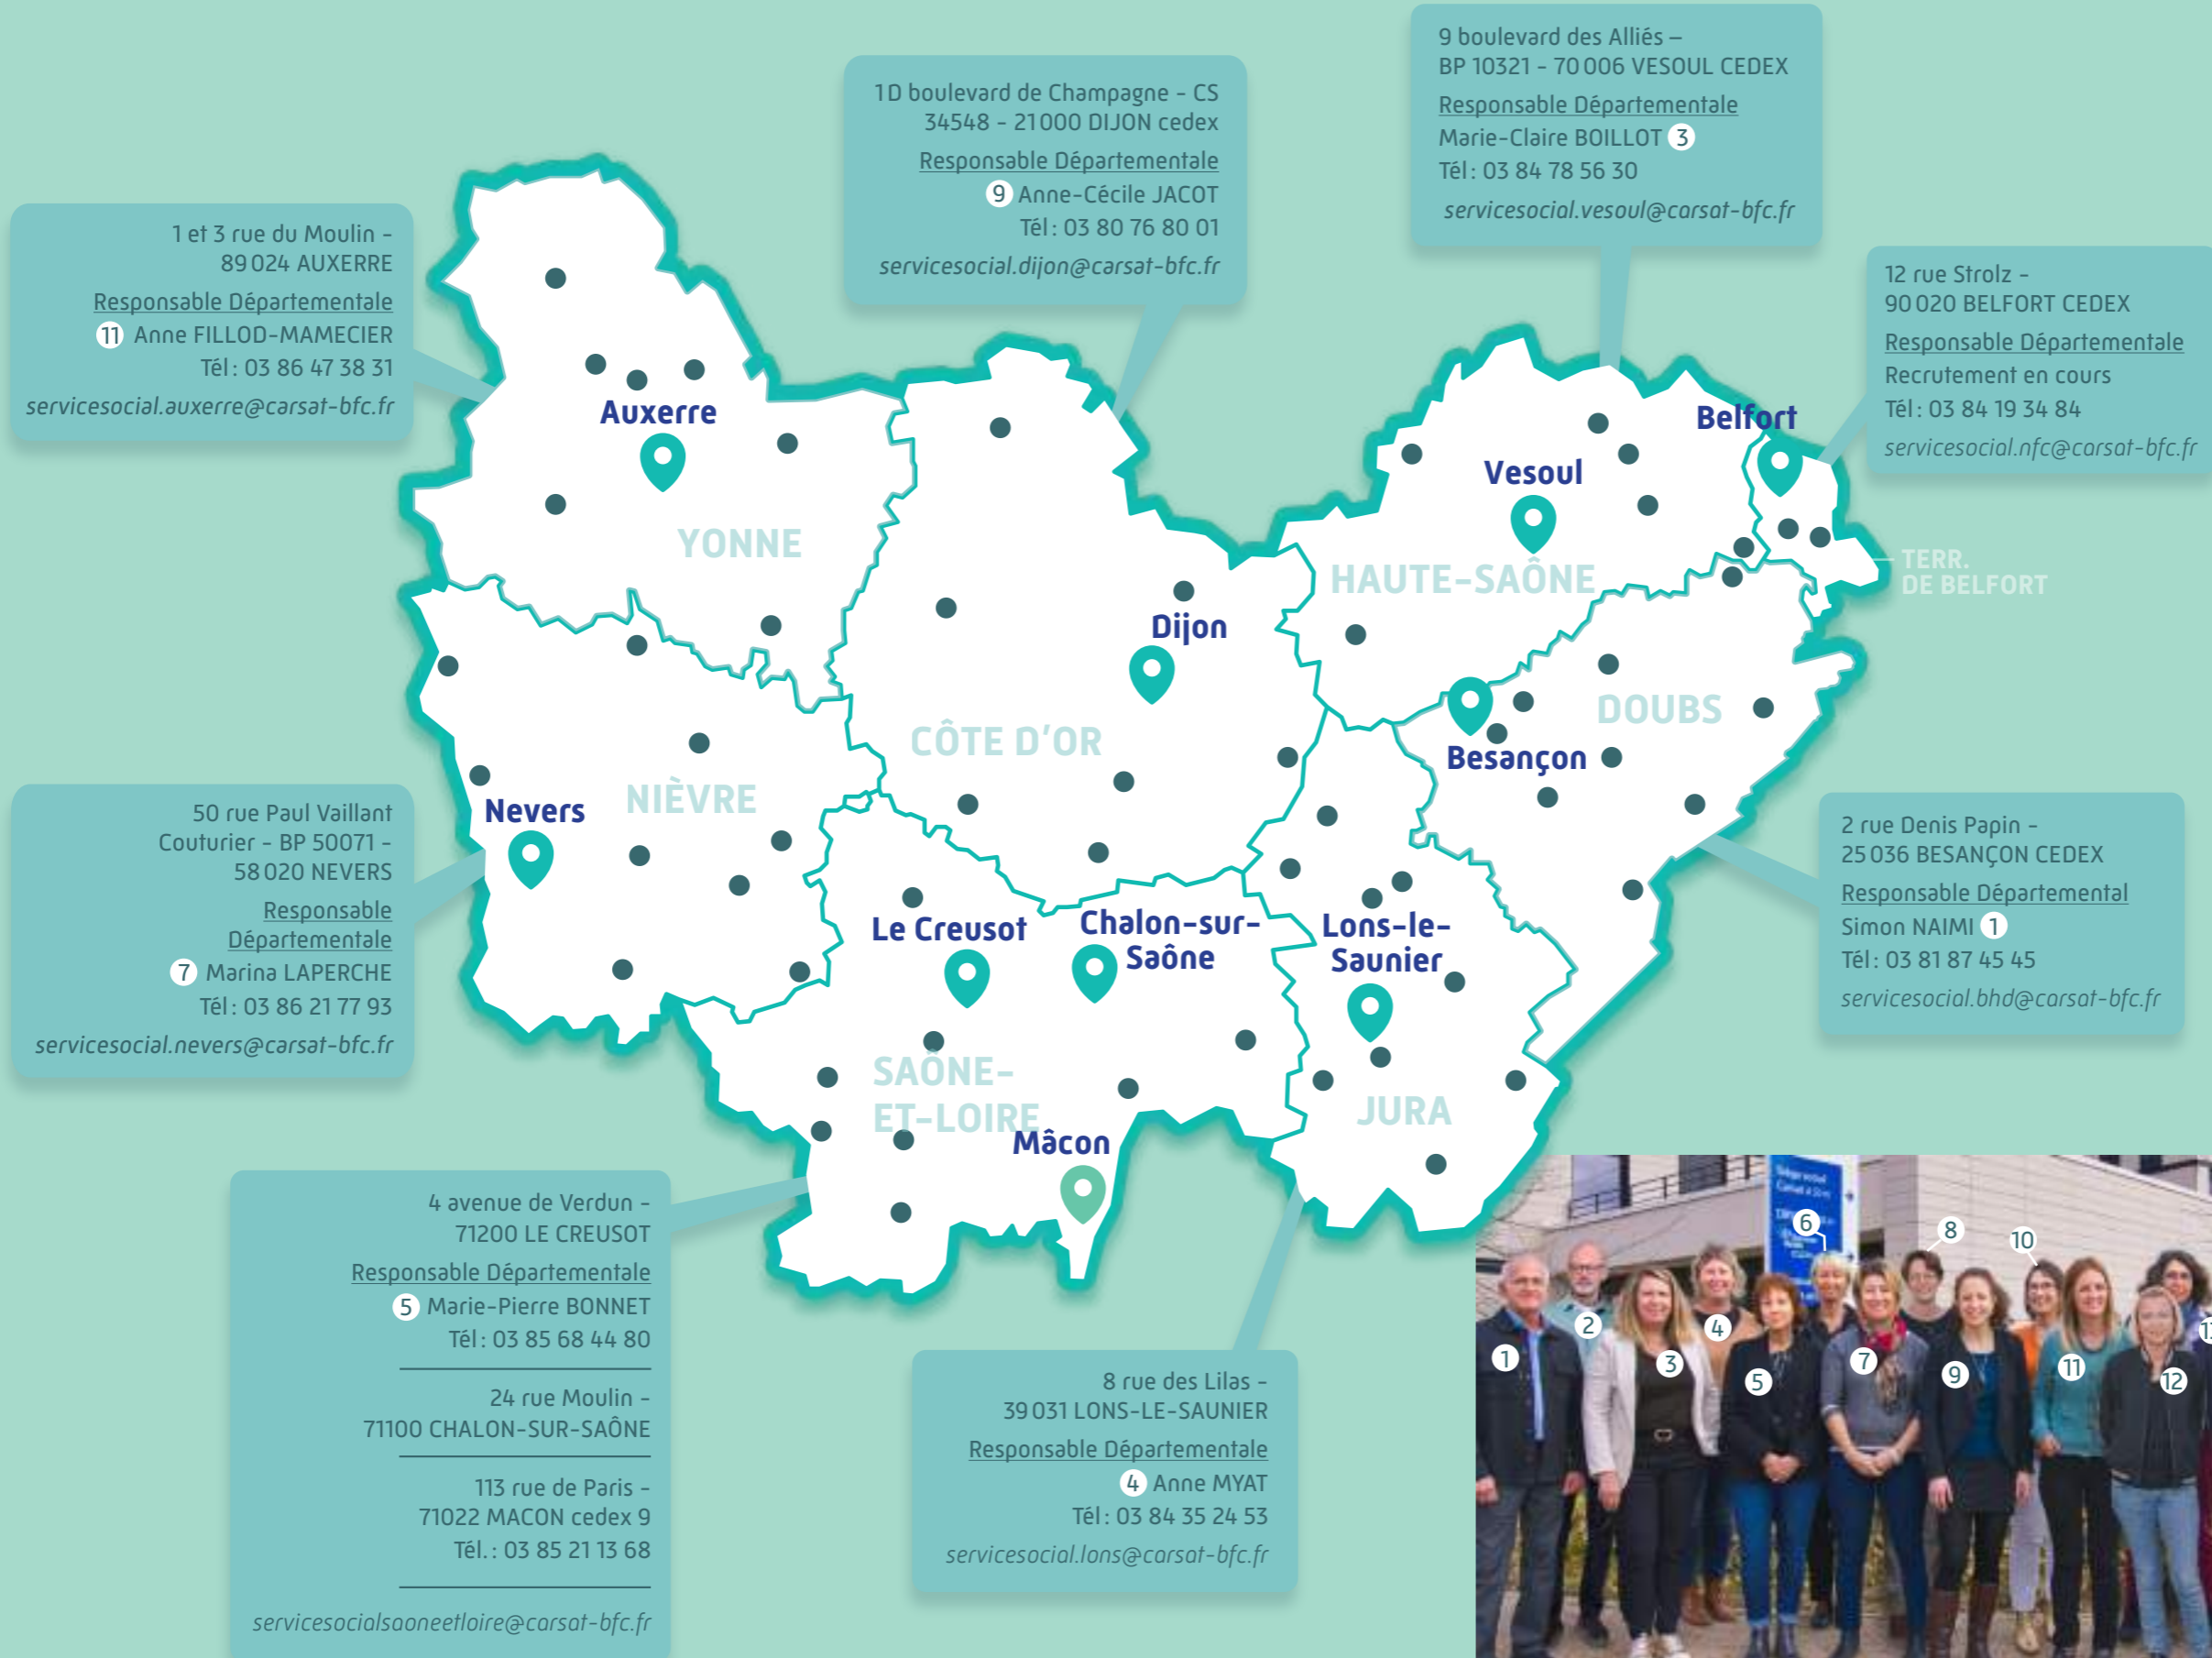 9 boulevard des Alliés –
BP 10321 - 70 006 VESOUL CEDEX
Responsable Départementale
Marie-Claire BOILLOT 3
Tél : 03 84 78 56 30
servicesocial.vesoul@carsat-bfc.fr
1D boulevard de Champagne - CS
34548 - 21 000 DIJON cedex
Responsable Départementale
9 Anne-Cécile JACOT
Tél : 03 80 76 80 01
servicesocial.dijon@carsat-bfc.fr
1 et 3 rue du Moulin -
89 024 AUXERRE
Responsable Départementale
11 Anne FILLOD-MAMECIER
Tél : 03 86 47 38 31
servicesocial.auxerre@carsat-bfc.fr
12 rue Strolz -
90 020 BELFORT CEDEX
Responsable Départementale
Recrutement en cours
Tél : 03 84 19 34 84
servicesocial.nfc@carsat-bfc.fr
Auxerre
Belfort
Vesoul
YONNE
HAUTE-SAÔNE
TERR.
DE BELFORT
Dijon
CÔTE D'OR
DOUBS
Besançon
NIÈVRE
Nevers
Le Creusot
Chalon-sur-
Saône
Lons-le-
Saunier
SAÔNE-
ET-LOIRE
JURA
Mâcon
50 rue Paul Vaillant
Couturier - BP 50071 -
58 020 NEVERS
Responsable
Départementale
7 Marina LAPERCHE
Tél : 03 86 21 77 93
servicesocial.nevers@carsat-bfc.fr
2 rue Denis Papin -
25 036 BESANÇON CEDEX
Responsable Départemental
Simon NAIMI 1
Tél : 03 81 87 45 45
servicesocial.bhd@carsat-bfc.fr
4 avenue de Verdun -
71200 LE CREUSOT
Responsable Départementale
5 Marie-Pierre BONNET
Tél : 03 85 68 44 80
24 rue Moulin -
71100 CHALON-SUR-SAÔNE
113 rue de Paris -
71022 MACON cedex 9
Tél. : 03 85 21 13 68
servicesocialsaoneetloire@carsat-bfc.fr
8 rue des Lilas -
39 031 LONS-LE-SAUNIER
Responsable Départementale
4 Anne MYAT
Tél : 03 84 35 24 53
servicesocial.lons@carsat-bfc.fr
1
2
3
4
5
6
7
8
9
10
11
12